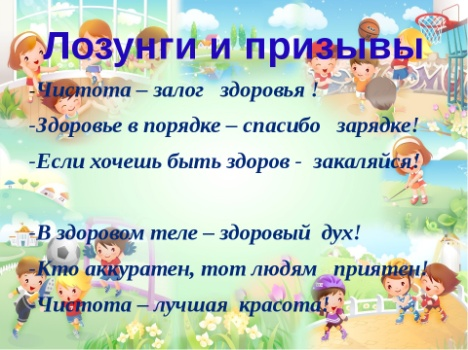 Лозунги и призывы
-Чистота – залог здоровья !
-Здоровье в порядке – спасибо зарядке!
-Если хочешь быть здоров - закаляйся!
-В здоровом теле – здоровый дух!
-Кто аккуратен, тот людям приятен!
-Чистота – лучшая красота!